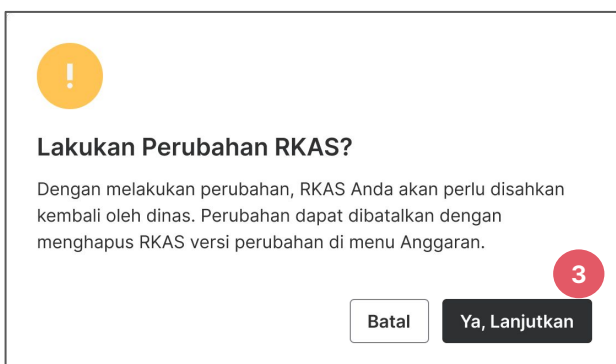 !
Lakukan Perubahan RKAS?
Dengan melakukan perubahan, RKAS Anda akan perlu disahkan
kembali oleh dinas. Perubahan dapat dibatalkan dengan
menghapus RKAS versi perubahan di menu Anggaran.
3
Batal
Ya, Lanjutkan